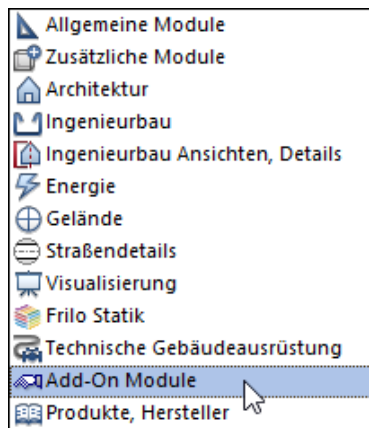 Allgemeine Module
Zusätzliche Module
Architektur
Ingenieurbau
Ingenieurbau Ansichten, Details
Energie
Gelände
Straßendetails
Visualisierung
Frilo Statik
Technische Gebäudeausrüstung
Add-On Module
Produkte, Hersteller